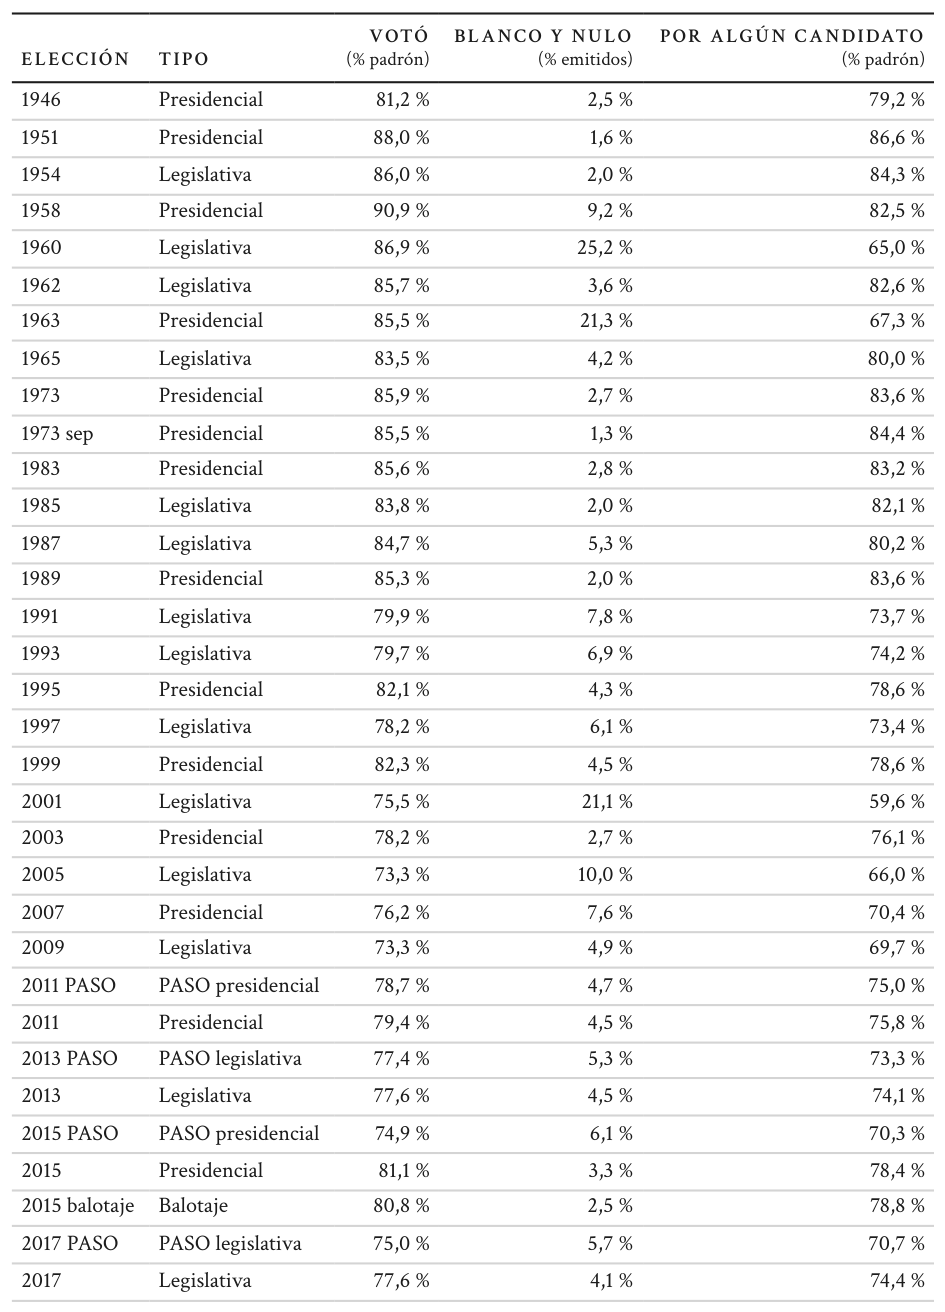 ELECCIÓN TIPO VOTÓ (% padrón) BLANCO Y NULO (% emitidos) POR ALGÚN CANDIDATO (% padrón)
1946 Presidencial 81,2 % 2,5 % 79,2 %
1951 Presidencial 88,0 % 1,6 % 86,6 %
1954 Legislativa 86,0 % 2,0 % 84,3 %
1958 Presidencial 90,9 % 9,2 % 82,5 %
1960 Legislativa 86,9 % 25,2 % 65,0 %
1962 Legislativa 85,7 % 3,6 % 82,6 %
1963 Presidencial 85,5 % 21,3 % 67,3 %
1965 Legislativa 83,5 % 4,2 % 80,0 %
1973 Presidencial 85,9 % 2,7 % 83,6 %
1973 sep Presidencial 85,5 % 1,3 % 84,4 %
1983 Presidencial 85,6 % 2,8 % 83,2 %
1985 Legislativa 83,8 % 2,0 % 82,1 %
1987 Legislativa 84,7 % 5,3 % 80,2 %
1989 Presidencial 85,3 % 2,0 % 83,6 %
1991 Legislativa 79,9 % 7,8 % 73,7 %
1993 Legislativa 79,7 % 6,9 % 74,2 %
1995 Presidencial 82,1 % 4,3 % 78,6 %
1997 Legislativa 78,2 % 6,1 % 73,4 %
1999 Presidencial 82,3 % 4,5 % 78,6 %
2001 Legislativa 75,5 % 21,1 % 59,6 %
2003 Presidencial 78,2 % 2,7 % 76,1 %
2005 Legislativa 73,3 % 10,0 % 66,0 %
2007 Presidencial 76,2 % 7,6 % 70,4 %
2009 Legislativa 73,3 % 4,9 % 69,7 %
2011 PASO PASO presidencial 78,7 % 4,7 % 75,0 %
2011 Presidencial 79,4 % 4,5 % 75,8 %
2013 PASO PASO legislativa 77,4 % 5,3 % 73,3 %
2013 Legislativa 77,6 % 4,5 % 74,1 %
2015 PASO PASO presidencial 74,9 % 6,1 % 70,3 %
2015 Presidencial 81,1 % 3,3 % 78,4 %
2015 balotaje Balotaje 80,8 % 2,5 % 78,8 %
2017 PASO PASO legislativa 75,0 % 5,7 % 70,7 %
2017 Legislativa 77,6 % 4,1 % 74,4 %